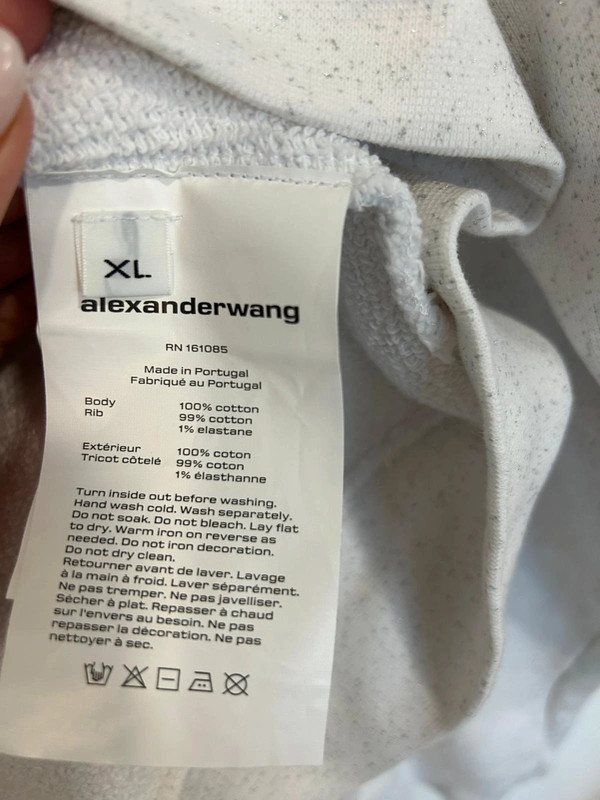 XL
alexanderwang
RN 161085
Made in Portugal
Fabriqué au Portugal
Body 100% cotton
Rib 99% cotton
1% elastane
Extérieur 100% coton
Tricot côtelé 99% coton
1% élasthanne
Turn inside out before washing.
Hand wash cold. Wash separately.
Do not soak. Do not bleach. Lay flat
to dry. Warm iron on reverse as
needed. Do not iron decoration.
Do not dry clean.
Retourner avant de laver. Lavage
à la main à froid. Laver séparément.
Ne pas tremper. Ne pas javelliser.
Sécher à plat. Repasser à chaud
sur l'envers au besoin. Ne pas
repasser la décoration. Ne pas
nettoyer à sec.